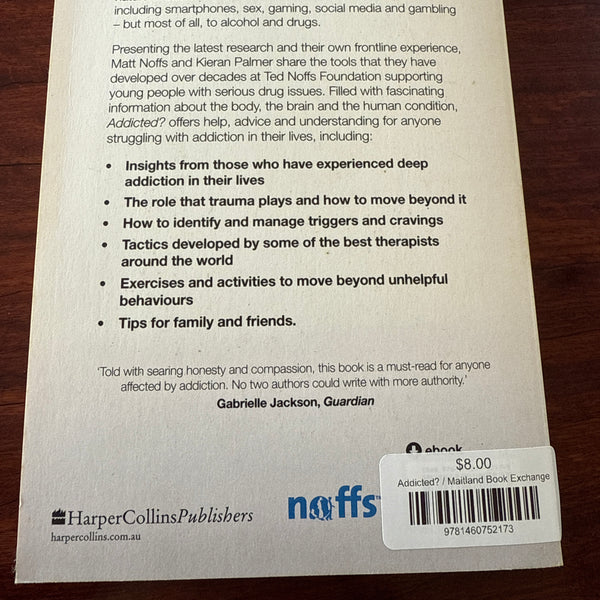 including smartphones, sex, gaming, social media and gambling
– but most of all, to alcohol and drugs.
Presenting the latest research and their own frontline experience,
Matt Noffs and Kieran Palmer share the tools that they have
developed over decades at Ted Noffs Foundation supporting
young people with serious drug issues. Filled with fascinating
information about the body, the brain and the human condition,
Addicted? offers help, advice and understanding for anyone
struggling with addiction in their lives, including:
• Insights from those who have experienced deep
addiction in their lives
• The role that trauma plays and how to move beyond it
• How to identify and manage triggers and cravings
• Tactics developed by some of the best therapists
around the world
• Exercises and activities to move beyond unhelpful
behaviours
• Tips for family and friends.
'Told with searing honesty and compassion, this book is a must-read for anyone
affected by addiction. No two authors could write with more authority.'
Gabrielle Jackson, Guardian
ebook
$8.00
Addicted? / Maitland Book Exchange
9781460752173
HarperCollinsPublishers
harpercollins.com.au
noffs